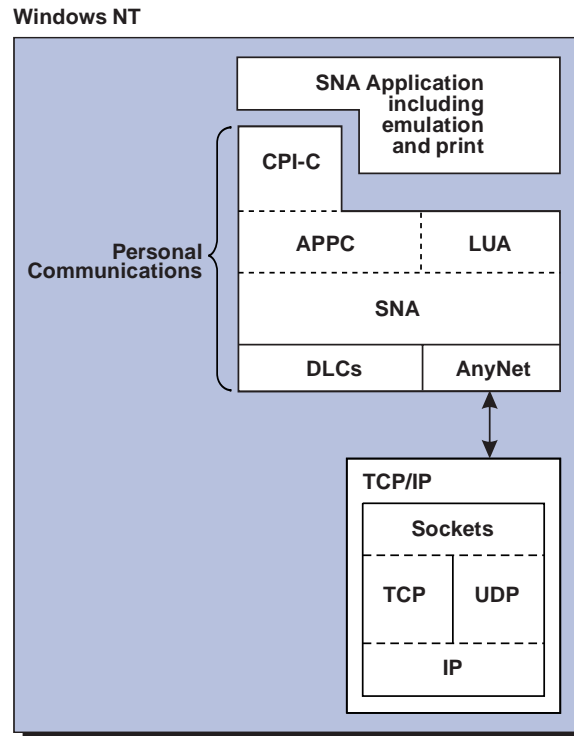 Windows NT
SNA Application
including
emulation
and print
CPI-C
Personal
Communications
APPC
LUA
SNA
DLCs
AnyNet
TCP/IP
Sockets
TCP
UDP
IP